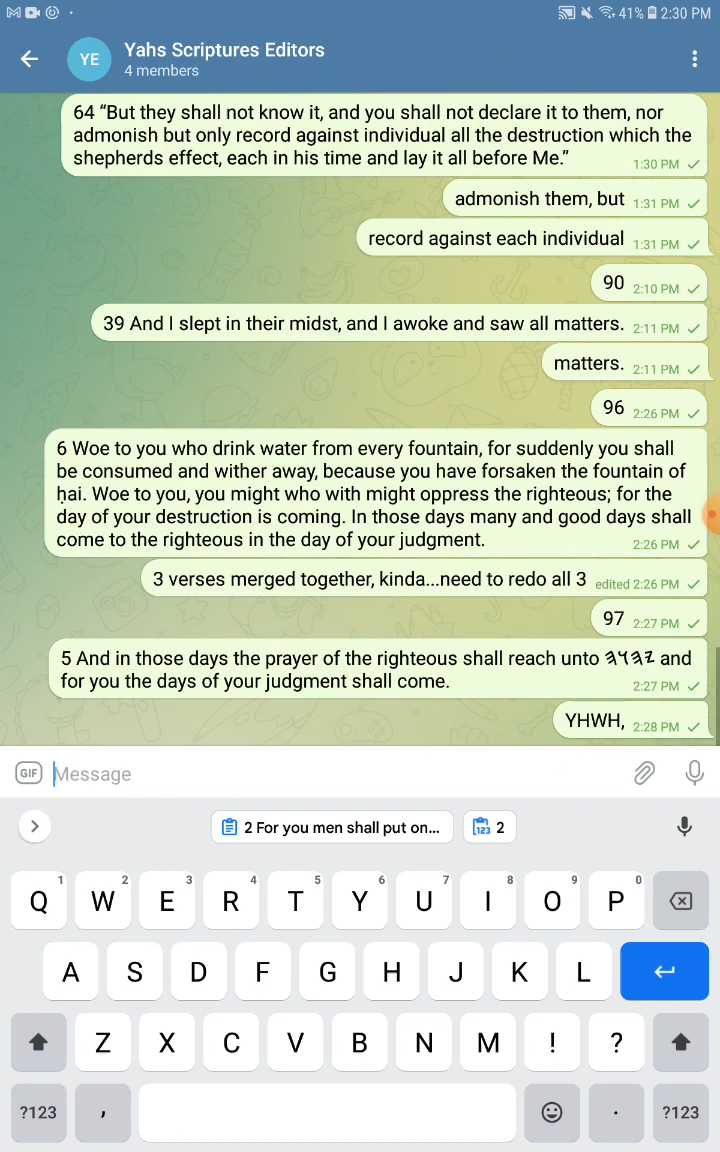 41% 2:30 PM
YE
Yahs Scriptures Editors
4 members
64 “But they shall not know it, and you shall not declare it to them, nor
admonish but only record against individual all the destruction which the
shepherds effect, each in his time and lay it all before Me.”
1:30 PM
admonish them, but 1:31 PM
record against each individual 1:31 PM
90 2:10 PM
39 And I slept in their midst, and I awoke and saw all matters. 2:11 PM
matters. 2:11 PM
96 2:26 PM
6 Woe to you who drink water from every fountain, for suddenly you shall
be consumed and wither away, because you have forsaken the fountain of
ḥai. Woe to you, you might who with might oppress the righteous; for the
day of your destruction is coming. In those days many and good days shall
come to the righteous in the day of your judgment.
2:26 PM
3 verses merged together, kinda...need to redo all 3 edited 2:26 PM
97 2:27 PM
5 And in those days the prayer of the righteous shall reach unto 𐤉𐤄𐤅𐤄 and
for you the days of your judgment shall come.
2:27 PM
YHWH, 2:28 PM
GIF Message
2 For you men shall put on... 123 2
1 2 3 4 5 6 7 8 9 0
Q W E R T Y U I O P
A S D F G H J K L
Z X C V B N M ! ?
?123 , . ?123